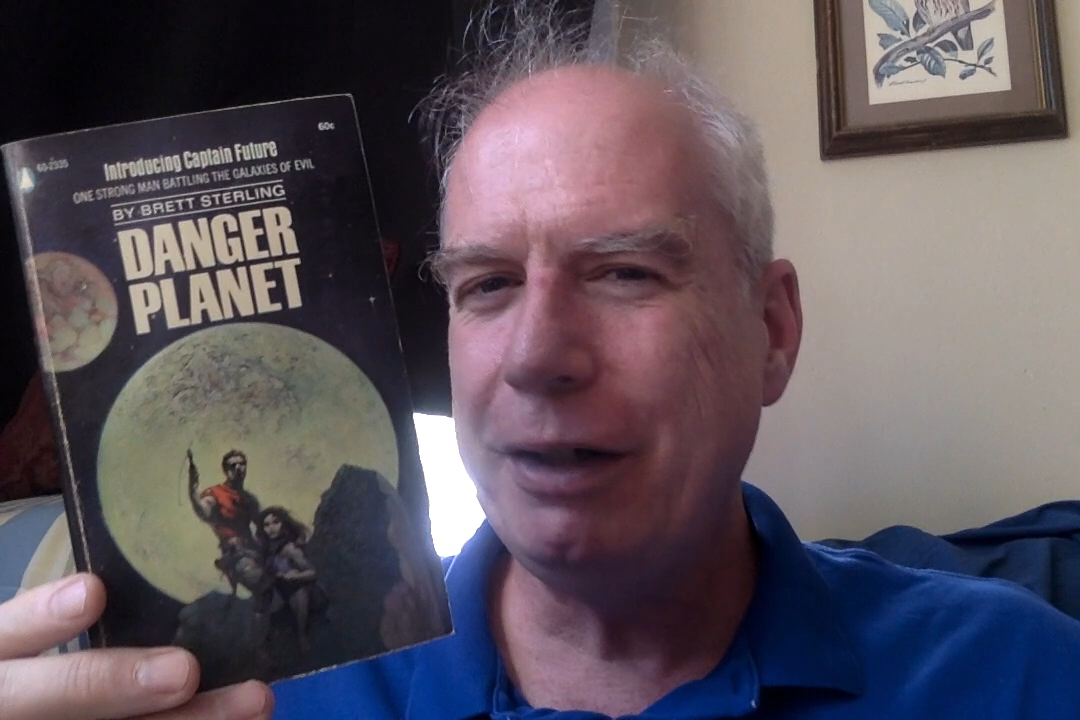 60¢
60-2335
Introducing Captain Future
ONE STRONG MAN BATTLING THE GALAXIES OF EVIL
BY BRETT STERLING
DANGER
PLANET